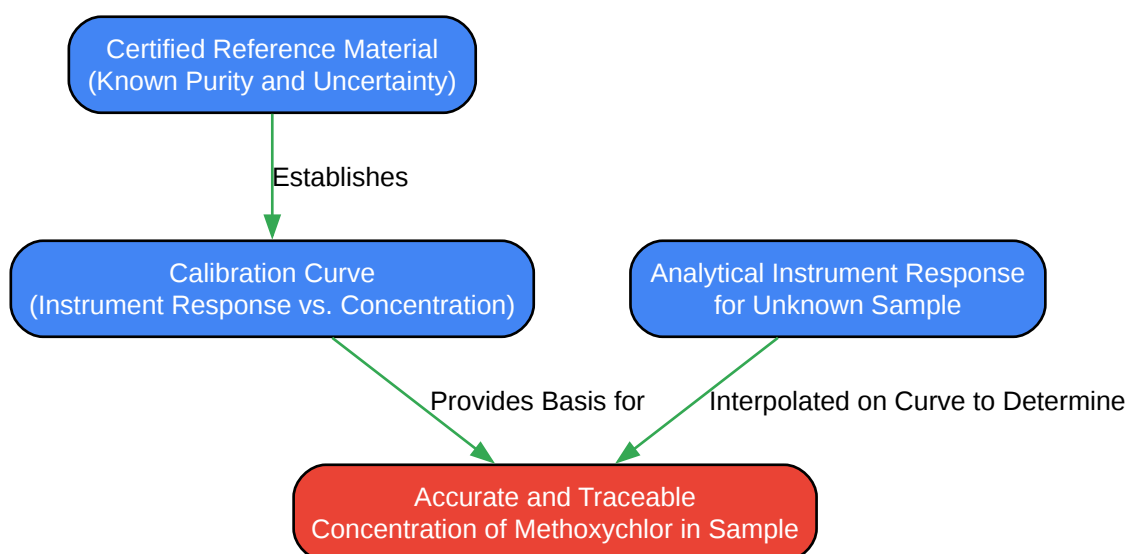 Certified Reference Material
(Known Purity and Uncertainty)
Establishes
Calibration Curve
(Instrument Response vs. Concentration)
Analytical Instrument Response
for Unknown Sample
Provides Basis for
Interpolated on Curve to Determine
Accurate and Traceable
Concentration of Methoxychlor in Sample